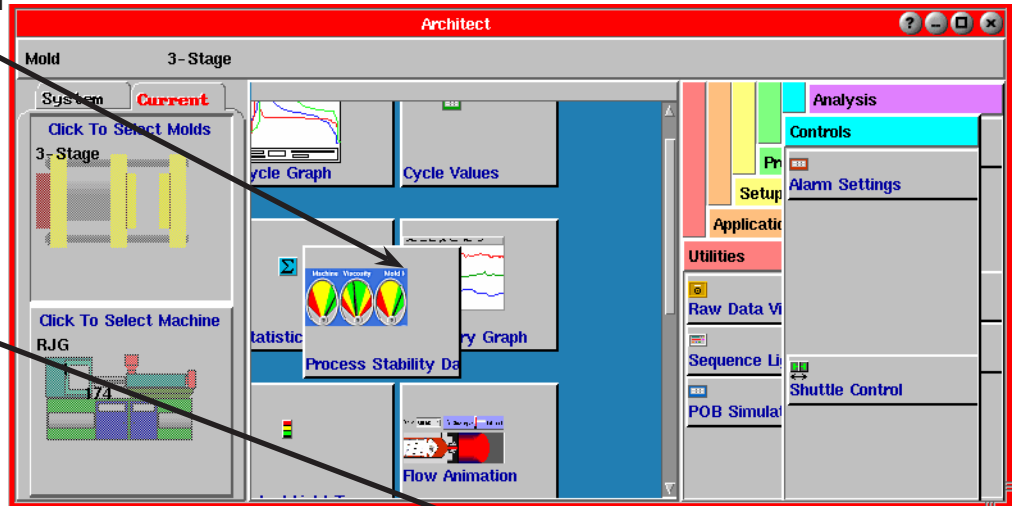 Architect
Mold 3-Stage
System Current
Click To Select Molds
3-Stage
Click To Select Machine
RJG
174
ycle Graph
Cycle Values
Σ
tatistic
ry Graph
Machine Viscosity Mold
Process Stability Da
Flow Animation
Analysis
Controls
Alarm Settings
Shuttle Control
Pr
Setup
Applicatio
Utilities
Raw Data Vi
Sequence Li
POB Simulat